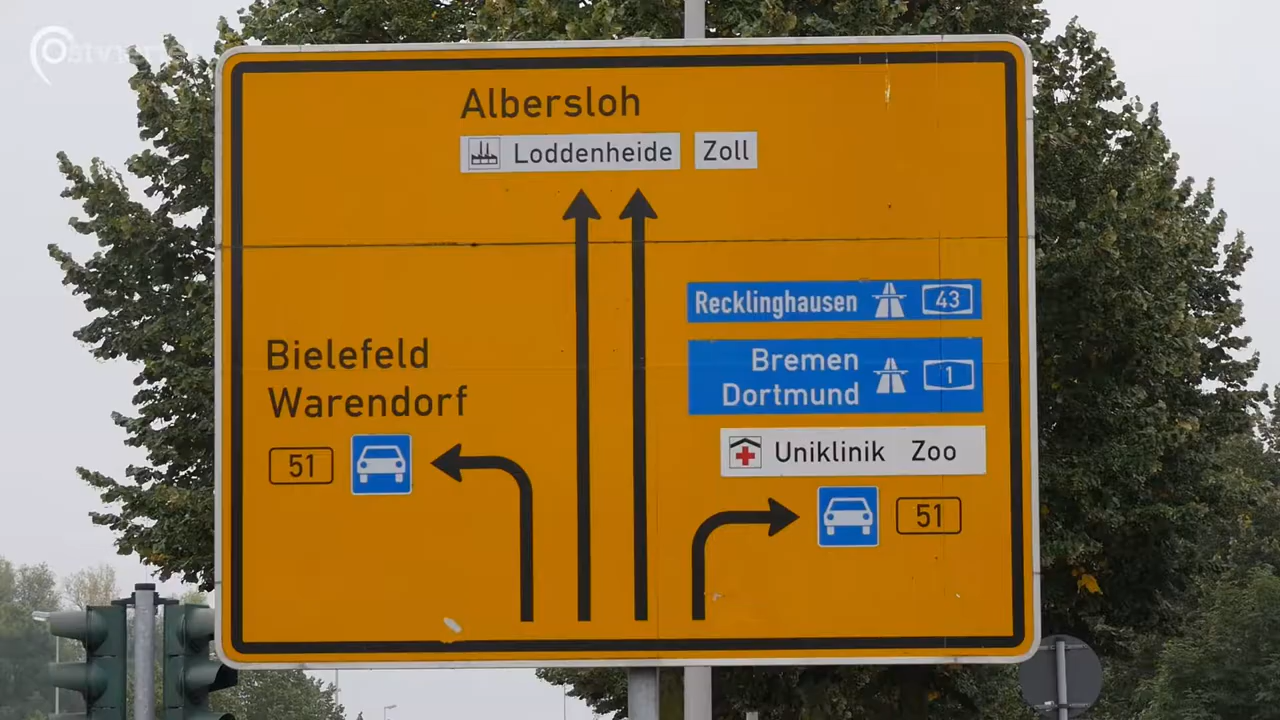 Albersloh
Loddenheide Zoll
Recklinghausen 43
Bielefeld
Warendorf
51
Bremen 1
Dortmund
Uniklinik Zoo
51